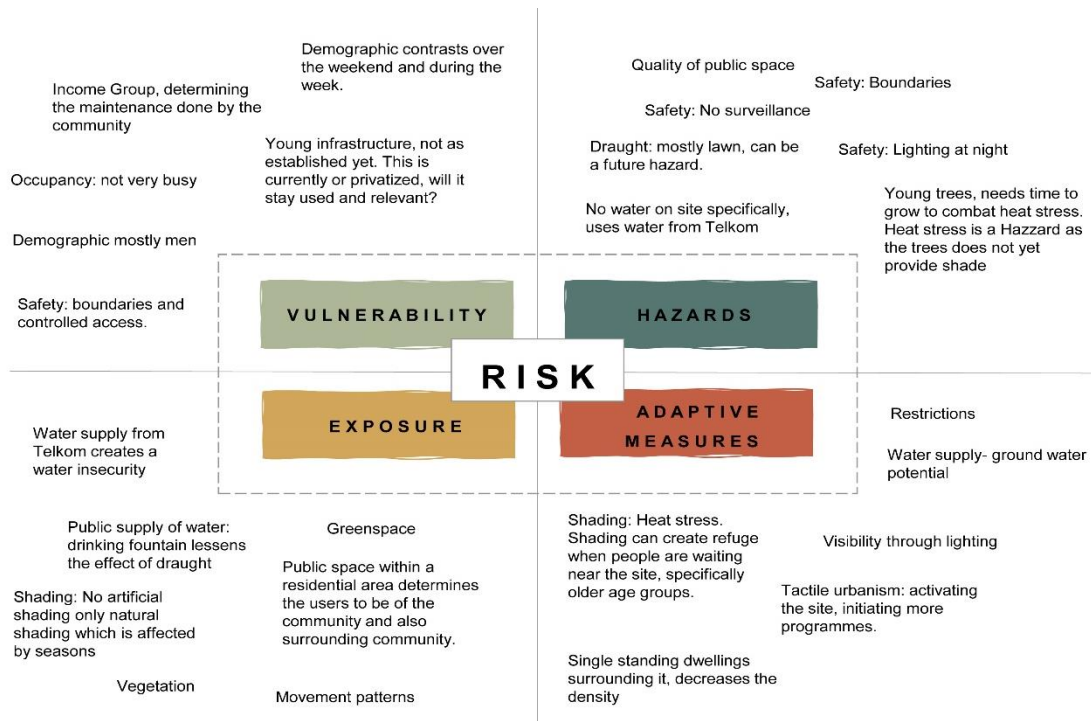 Demographic contrasts over
the weekend and during the
week.
Income Group, determining
the maintenance done by the
community
Young infrastructure, not as
established yet. This is
currently or privatized, will it
stay used and relevant?
Occupancy: not very busy
Demographic mostly men
Safety: boundaries and
controlled access.
VULNERABILITY
Quality of public space
Safety: Boundaries
Safety: No surveillance
Draught: mostly lawn, can be
a future hazard.
Safety: Lighting at night
No water on site specifically,
uses water from Telkom
Young trees, needs time to
grow to combat heat stress.
Heat stress is a Hazzard as
the trees does not yet
provide shade
HAZARDS
RISK
EXPOSURE
Water supply from
Telkom creates a
water insecurity
Public supply of water:
drinking fountain lessens
the effect of draught
Greenspace
Shading: No artificial
shading only natural
shading which is affected
by seasons
Public space within a
residential area determines
the users to be of the
community and also
surrounding community.
Vegetation
Movement patterns
ADAPTIVE
MEASURES
Restrictions
Water supply- ground water
potential
Shading: Heat stress.
Shading can create refuge
when people are waiting
near the site, specifically
older age groups.
Visibility through lighting
Tactile urbanism: activating
the site, initiating more
programmes.
Single standing dwellings
surrounding it, decreases the
density